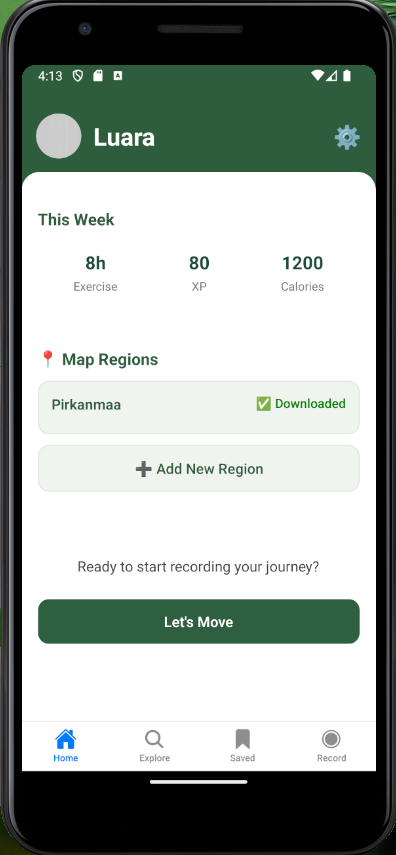 4:13
Luara
This Week
8h 80 1200
Exercise XP Calories
Map Regions
Pirkanmaa Downloaded
Add New Region
Ready to start recording your journey?
Let's Move
Home Explore Saved Record